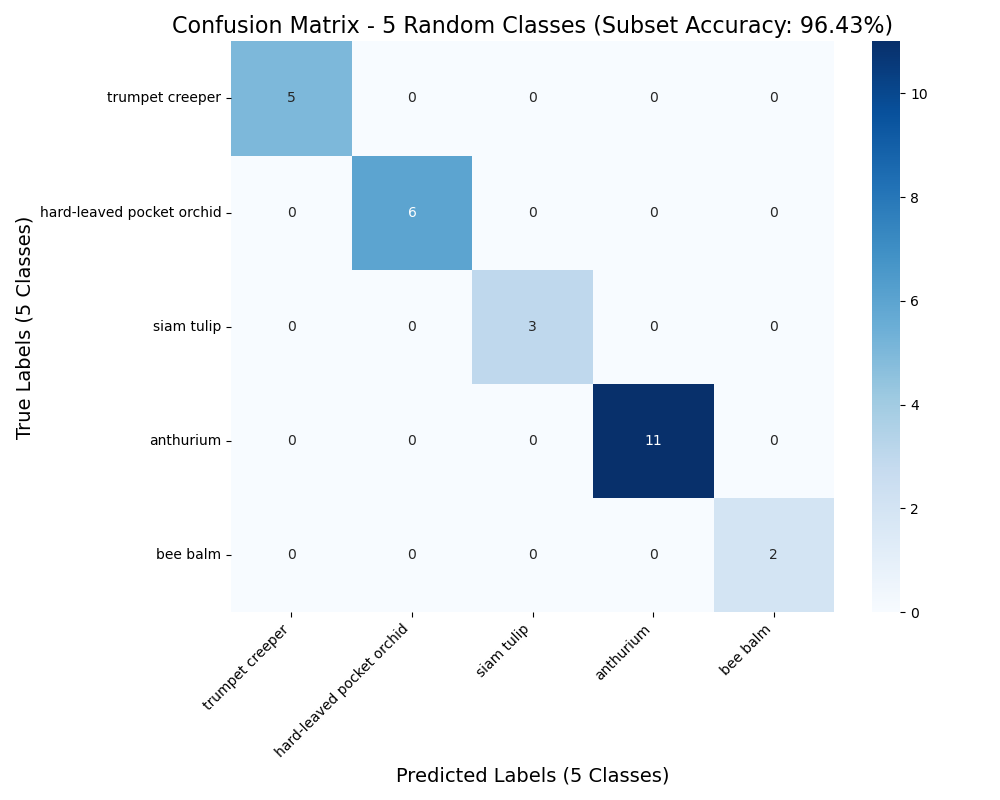 Confusion Matrix - 5 Random Classes (Subset Accuracy: 96.43%)
True Labels (5 Classes)
trumpet creeper 5 0 0 0 0
hard-leaved pocket orchid 0 6 0 0 0
siam tulip 0 0 3 0 0
anthurium 0 0 0 11 0
bee balm 0 0 0 0 2
trumpet creeper
hard-leaved pocket orchid
siam tulip
anthurium
bee balm
Predicted Labels (5 Classes)
10
8
6
4
2
0